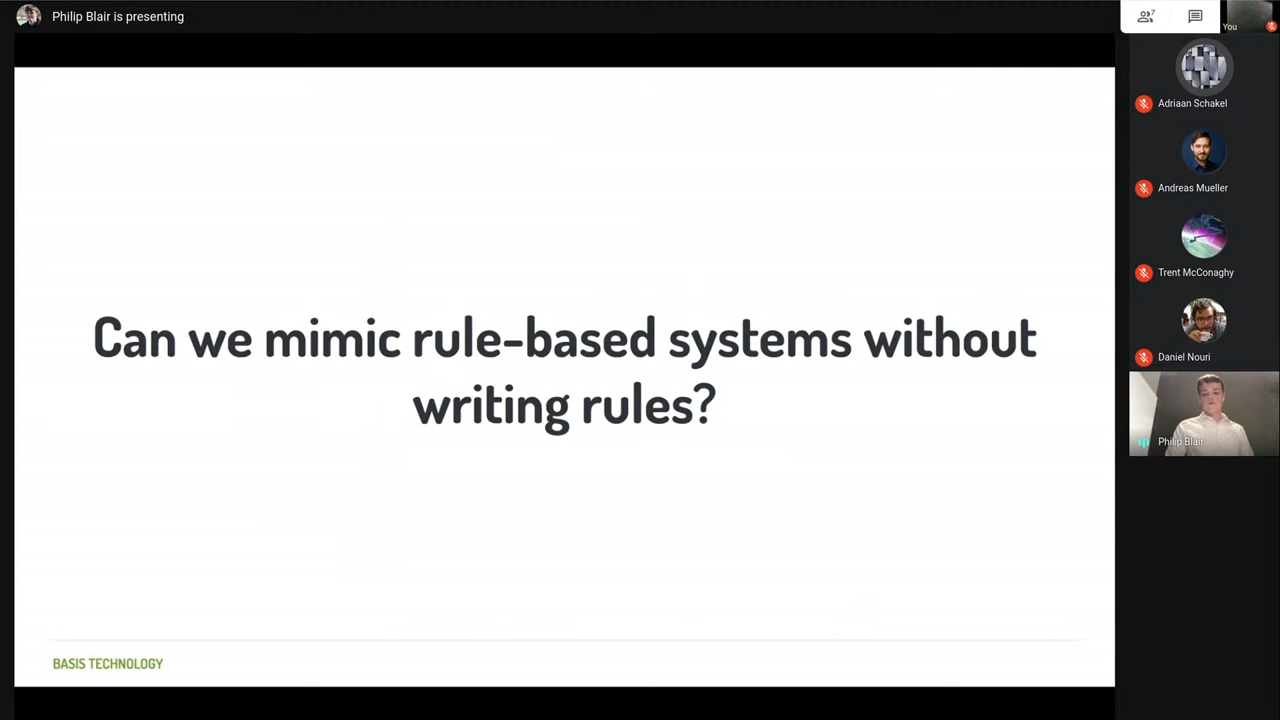 Philip Blair is presenting
7
You
Adriaan Schakel
Andreas Mueller
Trent McConaghy
Daniel Nouri
Philip Blair
Can we mimic rule-based systems without
writing rules?
BASIS TECHNOLOGY